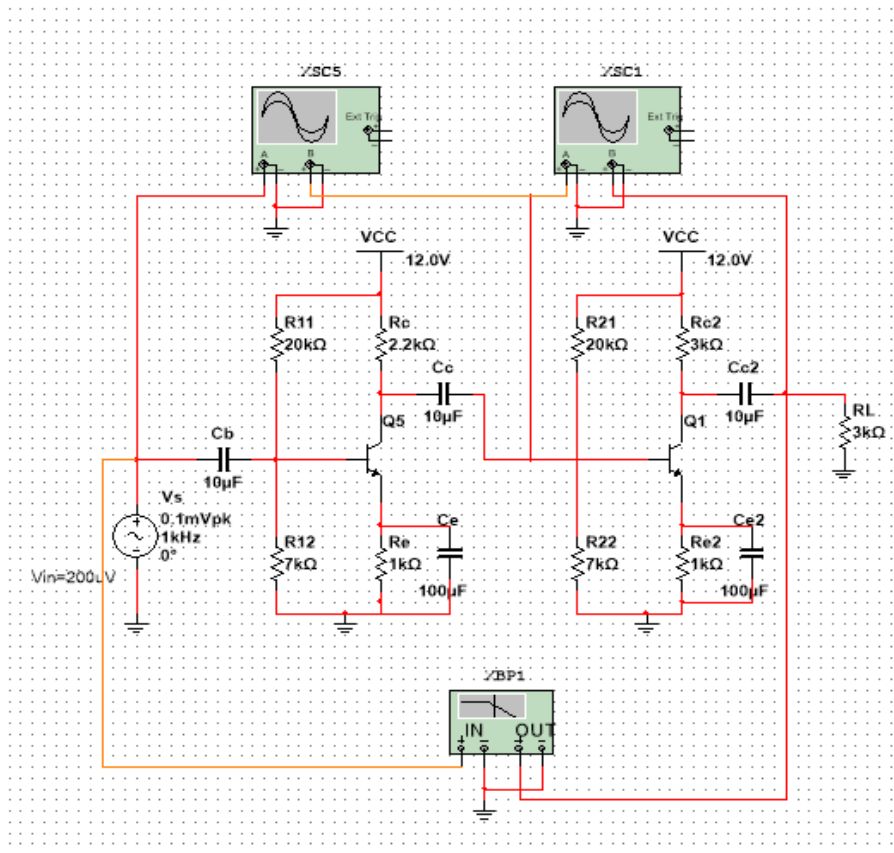 XSC5
XSC1
Ext Trig
A
B
Ext Trig
A
B
VCC
12.0V
VCC
12.0V
R11
20kΩ
Rc
2.2kΩ
Cc
10µF
R21
20kΩ
Rc2
3kΩ
Cc2
10µF
RL
3kΩ
Q5
Q1
Cb
10µF
Vs
0.1mVpk
1kHz
0°
Vin=200uV
R12
7kΩ
Re
1kΩ
Ce
100µF
R22
7kΩ
Re2
1kΩ
Ce2
100µF
XBP1
IN
OUT